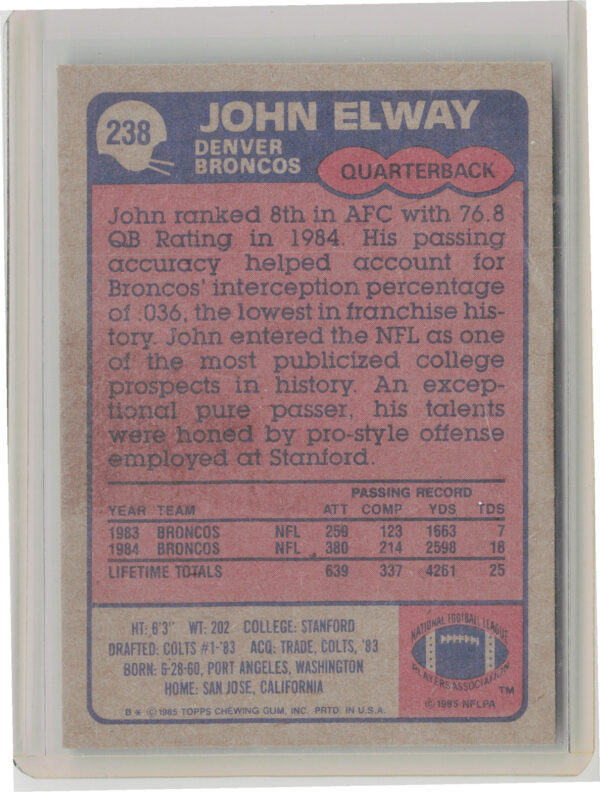 238
JOHN ELWAY
DENVER
BRONCOS
QUARTERBACK
John ranked 8th in AFC with 76.8
QB Rating in 1984. His passing
accuracy helped account for
Broncos' interception percentage
of .036, the lowest in franchise his-
tory. John entered the NFL as one
of the most publicized college
prospects in history. An excep-
tional pure passer, his talents
were honed by pro-style offense
employed at Stanford.
PASSING RECORD
YEAR TEAM ATT COMP YDS TDS
1983 BRONCOS NFL 259 123 1663 7
1984 BRONCOS NFL 380 214 2598 18
LIFETIME TOTALS 639 337 4261 25
HT: 6'3" WT: 202 COLLEGE: STANFORD
DRAFTED: COLTS #1-'83 ACQ: TRADE, COLTS, '83
BORN: 6-28-60, PORT ANGELES, WASHINGTON
HOME: SAN JOSE, CALIFORNIA
B * © 1985 TOPPS CHEWING GUM, INC. PRTD. IN U.S.A.
NATIONAL FOOTBALL LEAGUE
PLAYERS ASSOCIATION
TM
© 1985 NFLPA